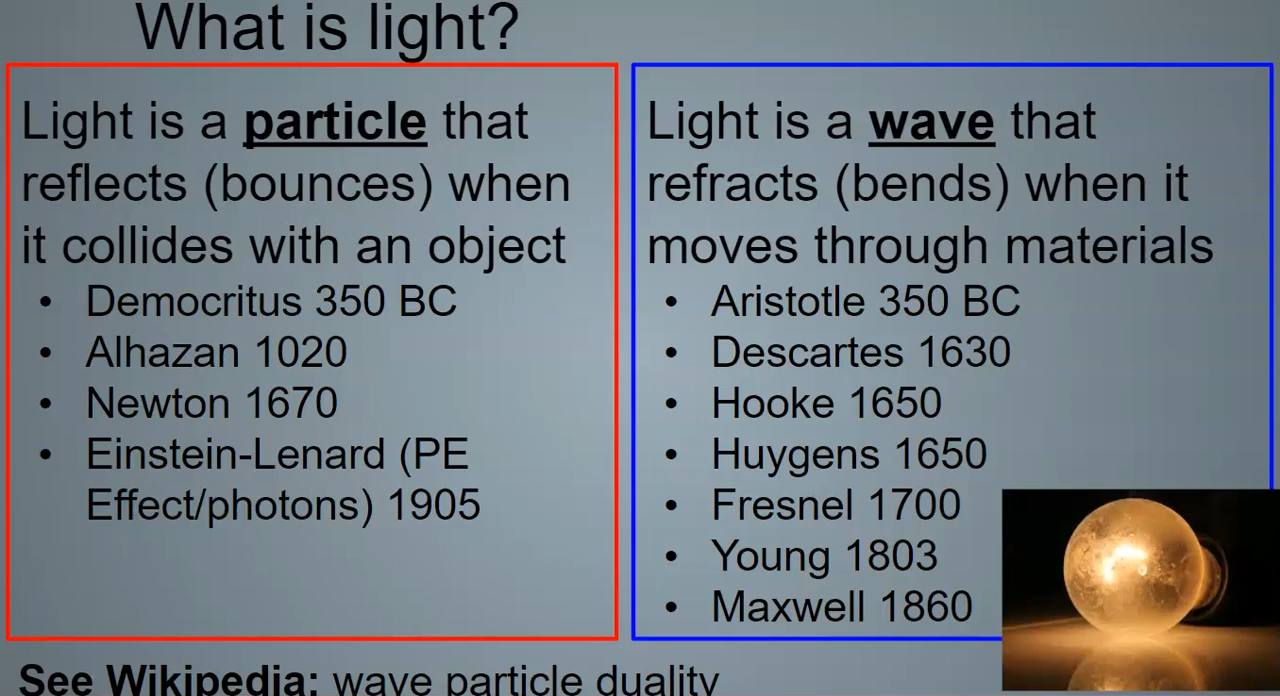 What is light?
Light is a particle that
reflects (bounces) when
it collides with an object
• Democritus 350 BC
• Alhazan 1020
• Newton 1670
• Einstein-Lenard (PE
Effect/photons) 1905
Light is a wave that
refracts (bends) when it
moves through materials
• Aristotle 350 BC
• Descartes 1630
• Hooke 1650
• Huygens 1650
• Fresnel 1700
• Young 1803
• Maxwell 1860
See Wikipedia: wave particle duality